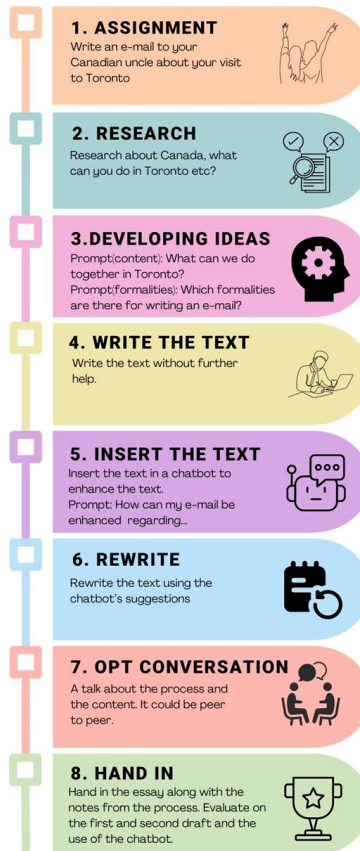 1. ASSIGNMENT
Write an e-mail to your
Canadian uncle about your visit
to Toronto
2. RESEARCH
Research about Canada, what
can you do in Toronto etc?
3.DEVELOPING IDEAS
Prompt(content): What can we do
together in Toronto?
Prompt(formalities): Which formalities
are there for writing an e-mail?
4. WRITE THE TEXT
Write the text without further
help.
5. INSERT THE TEXT
Insert the text in a chatbot to
enhance the text.
Prompt: How can my e-mail be
enhanced regarding...
6. REWRITE
Rewrite the text using the
chatbot's suggestions
7. OPT CONVERSATION
A talk about the process and
the content. It could be peer
to peer.
8. HAND IN
Hand in the essay along with the
notes from the process. Evaluate on
the first and second draft and the
use of the chatbot.